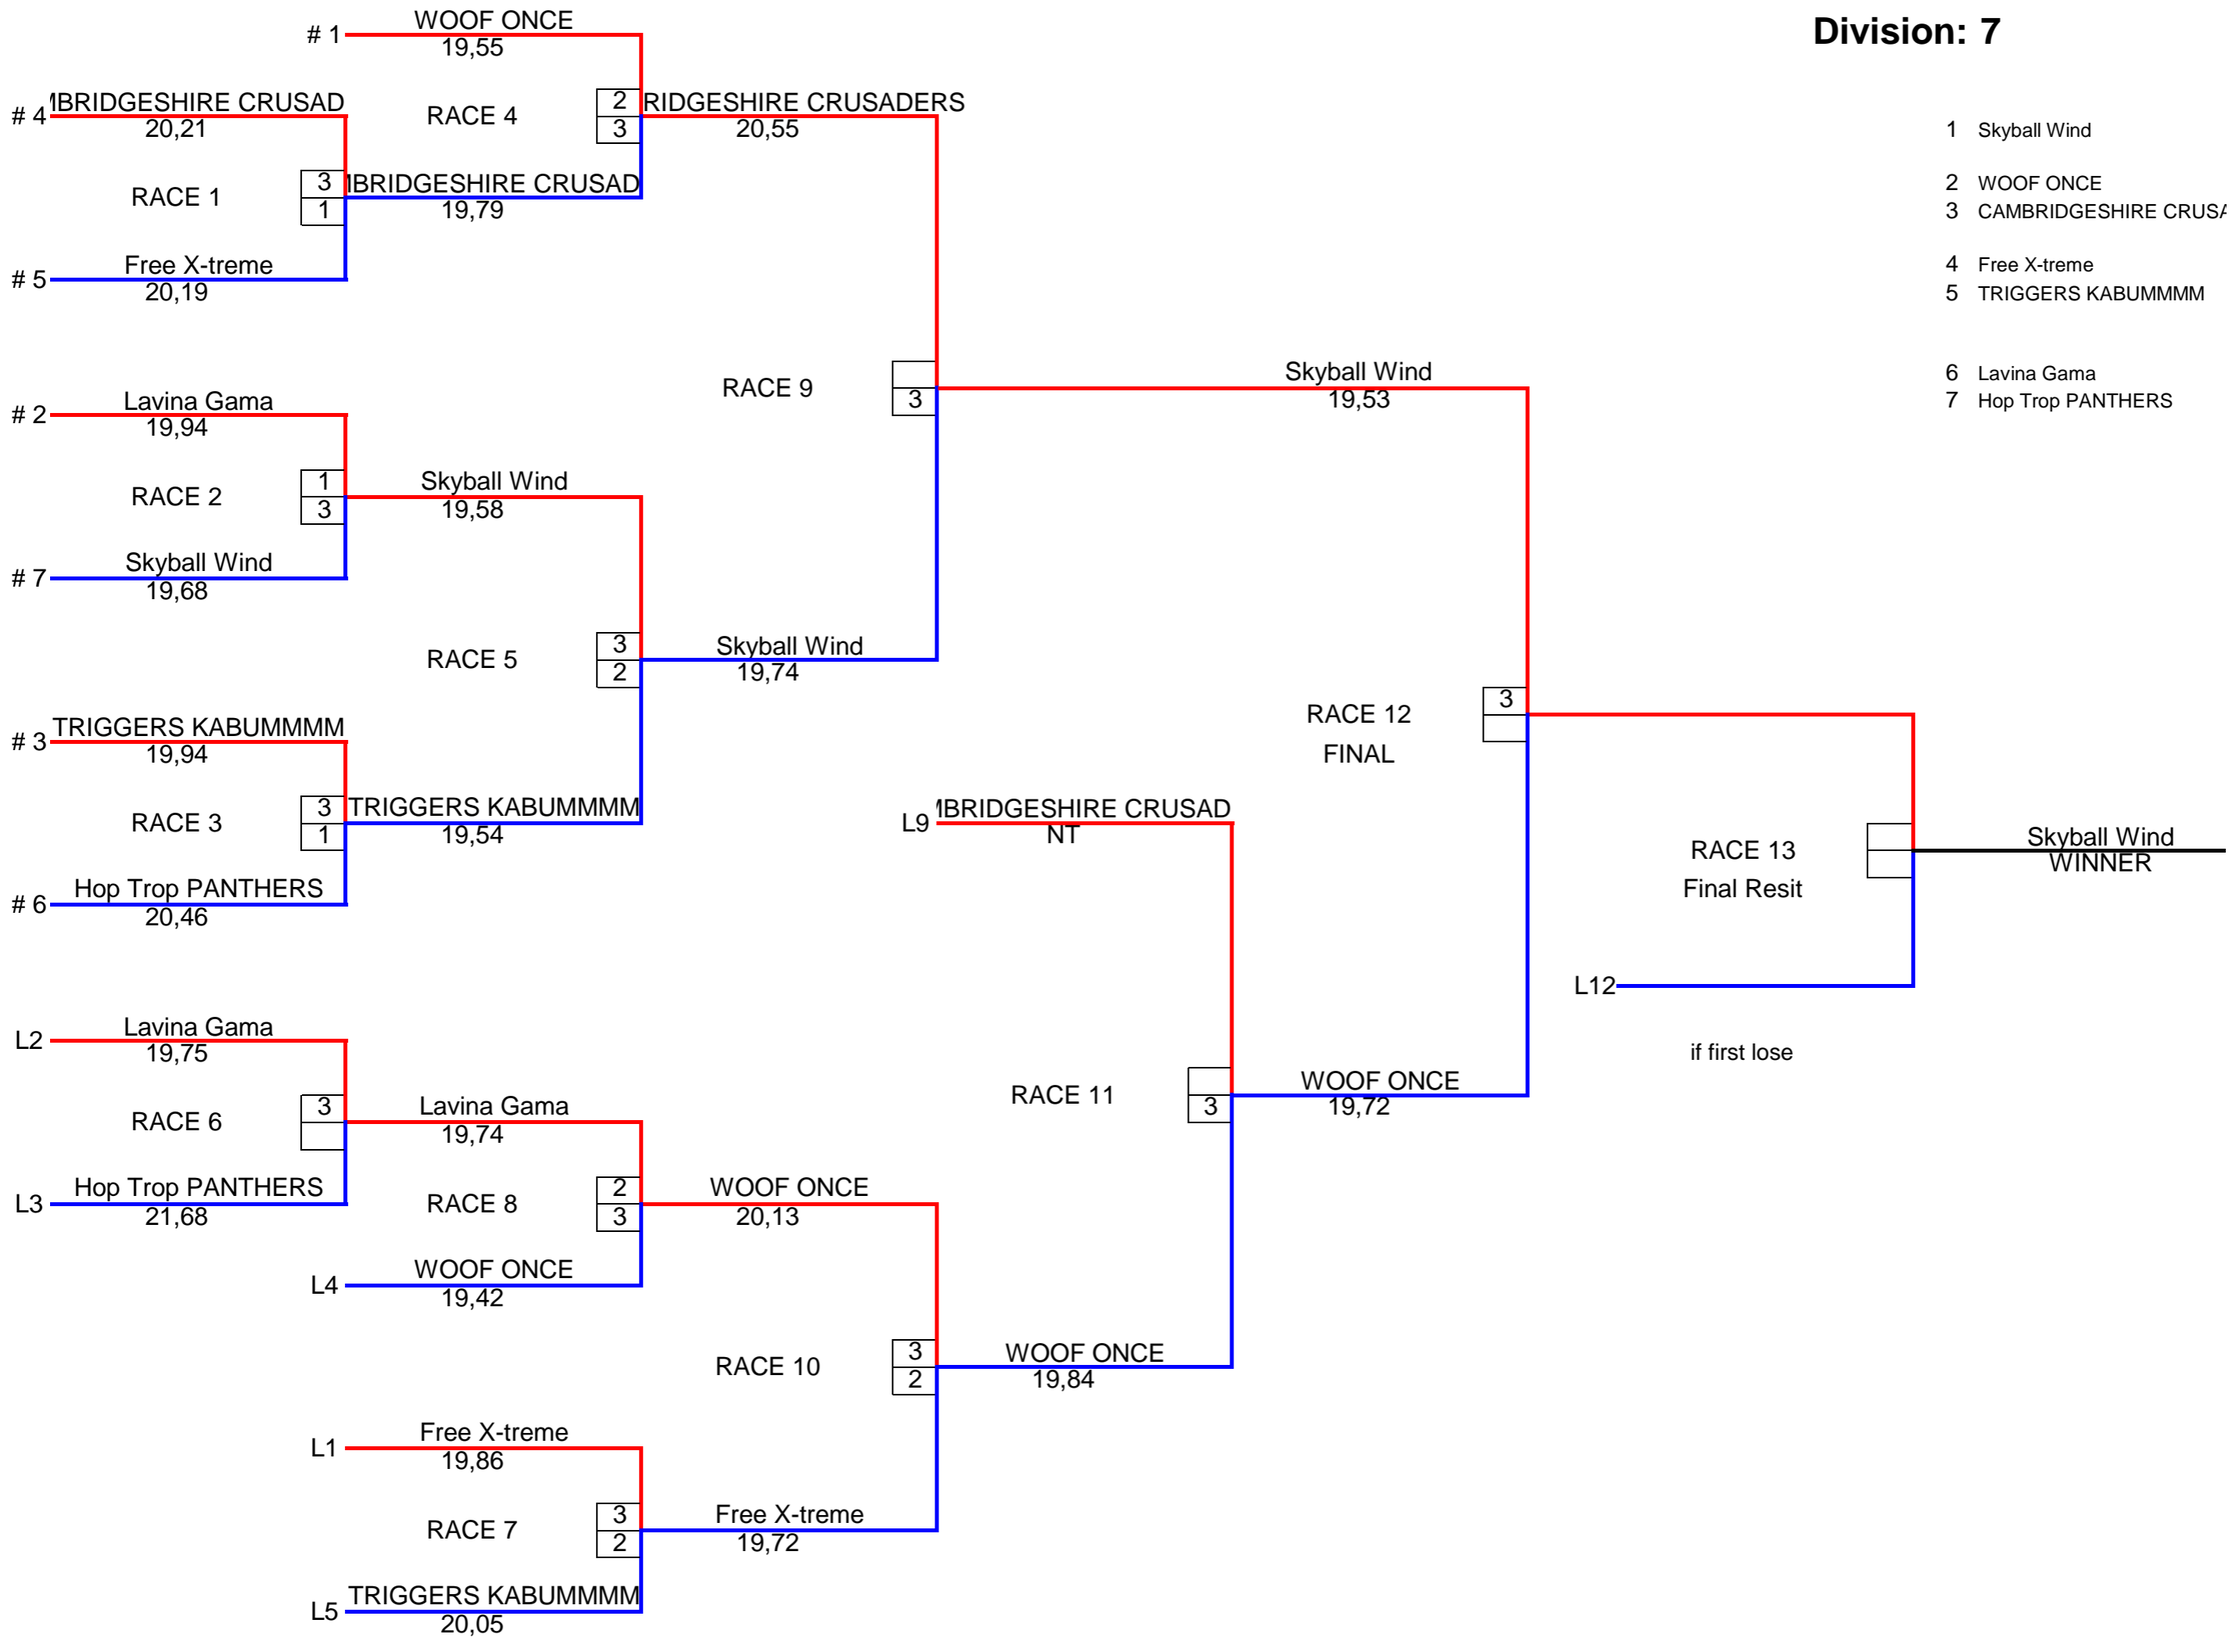 Division: 7
# 1 WOOF ONCE
19,55
# 4 MBRIDGESHIRE CRUSAD
20,21
RACE 4 2 3
RIDGESHIRE CRUSADERS
20,55
RACE 1 3 1
MBRIDGESHIRE CRUSAD
19,79
# 5 Free X-treme
20,19
1 Skyball Wind
2 WOOF ONCE
3 CAMBRIDGESHIRE CRUSA
4 Free X-treme
5 TRIGGERS KABUMMMM
6 Lavina Gama
7 Hop Trop PANTHERS
RACE 9 3
Skyball Wind
19,53
# 2 Lavina Gama
19,94
RACE 2 1 3
Skyball Wind
19,58
# 7 Skyball Wind
19,68
RACE 5 3 2
Skyball Wind
19,74
# 3 TRIGGERS KABUMMMM
19,94
RACE 3 3 1
TRIGGERS KABUMMMM
19,54
# 6 Hop Trop PANTHERS
20,46
RACE 12 3
FINAL
L9 MBRIDGESHIRE CRUSAD
NT
RACE 13
Final Resit
Skyball Wind
WINNER
L12
if first lose
L2 Lavina Gama
19,75
RACE 6 3
Lavina Gama
19,74
L3 Hop Trop PANTHERS
21,68
RACE 8 2 3
WOOF ONCE
20,13
L4 WOOF ONCE
19,42
RACE 11 3
WOOF ONCE
19,72
RACE 10 3 2
WOOF ONCE
19,84
L1 Free X-treme
19,86
RACE 7 3 2
Free X-treme
19,72
L5 TRIGGERS KABUMMMM
20,05